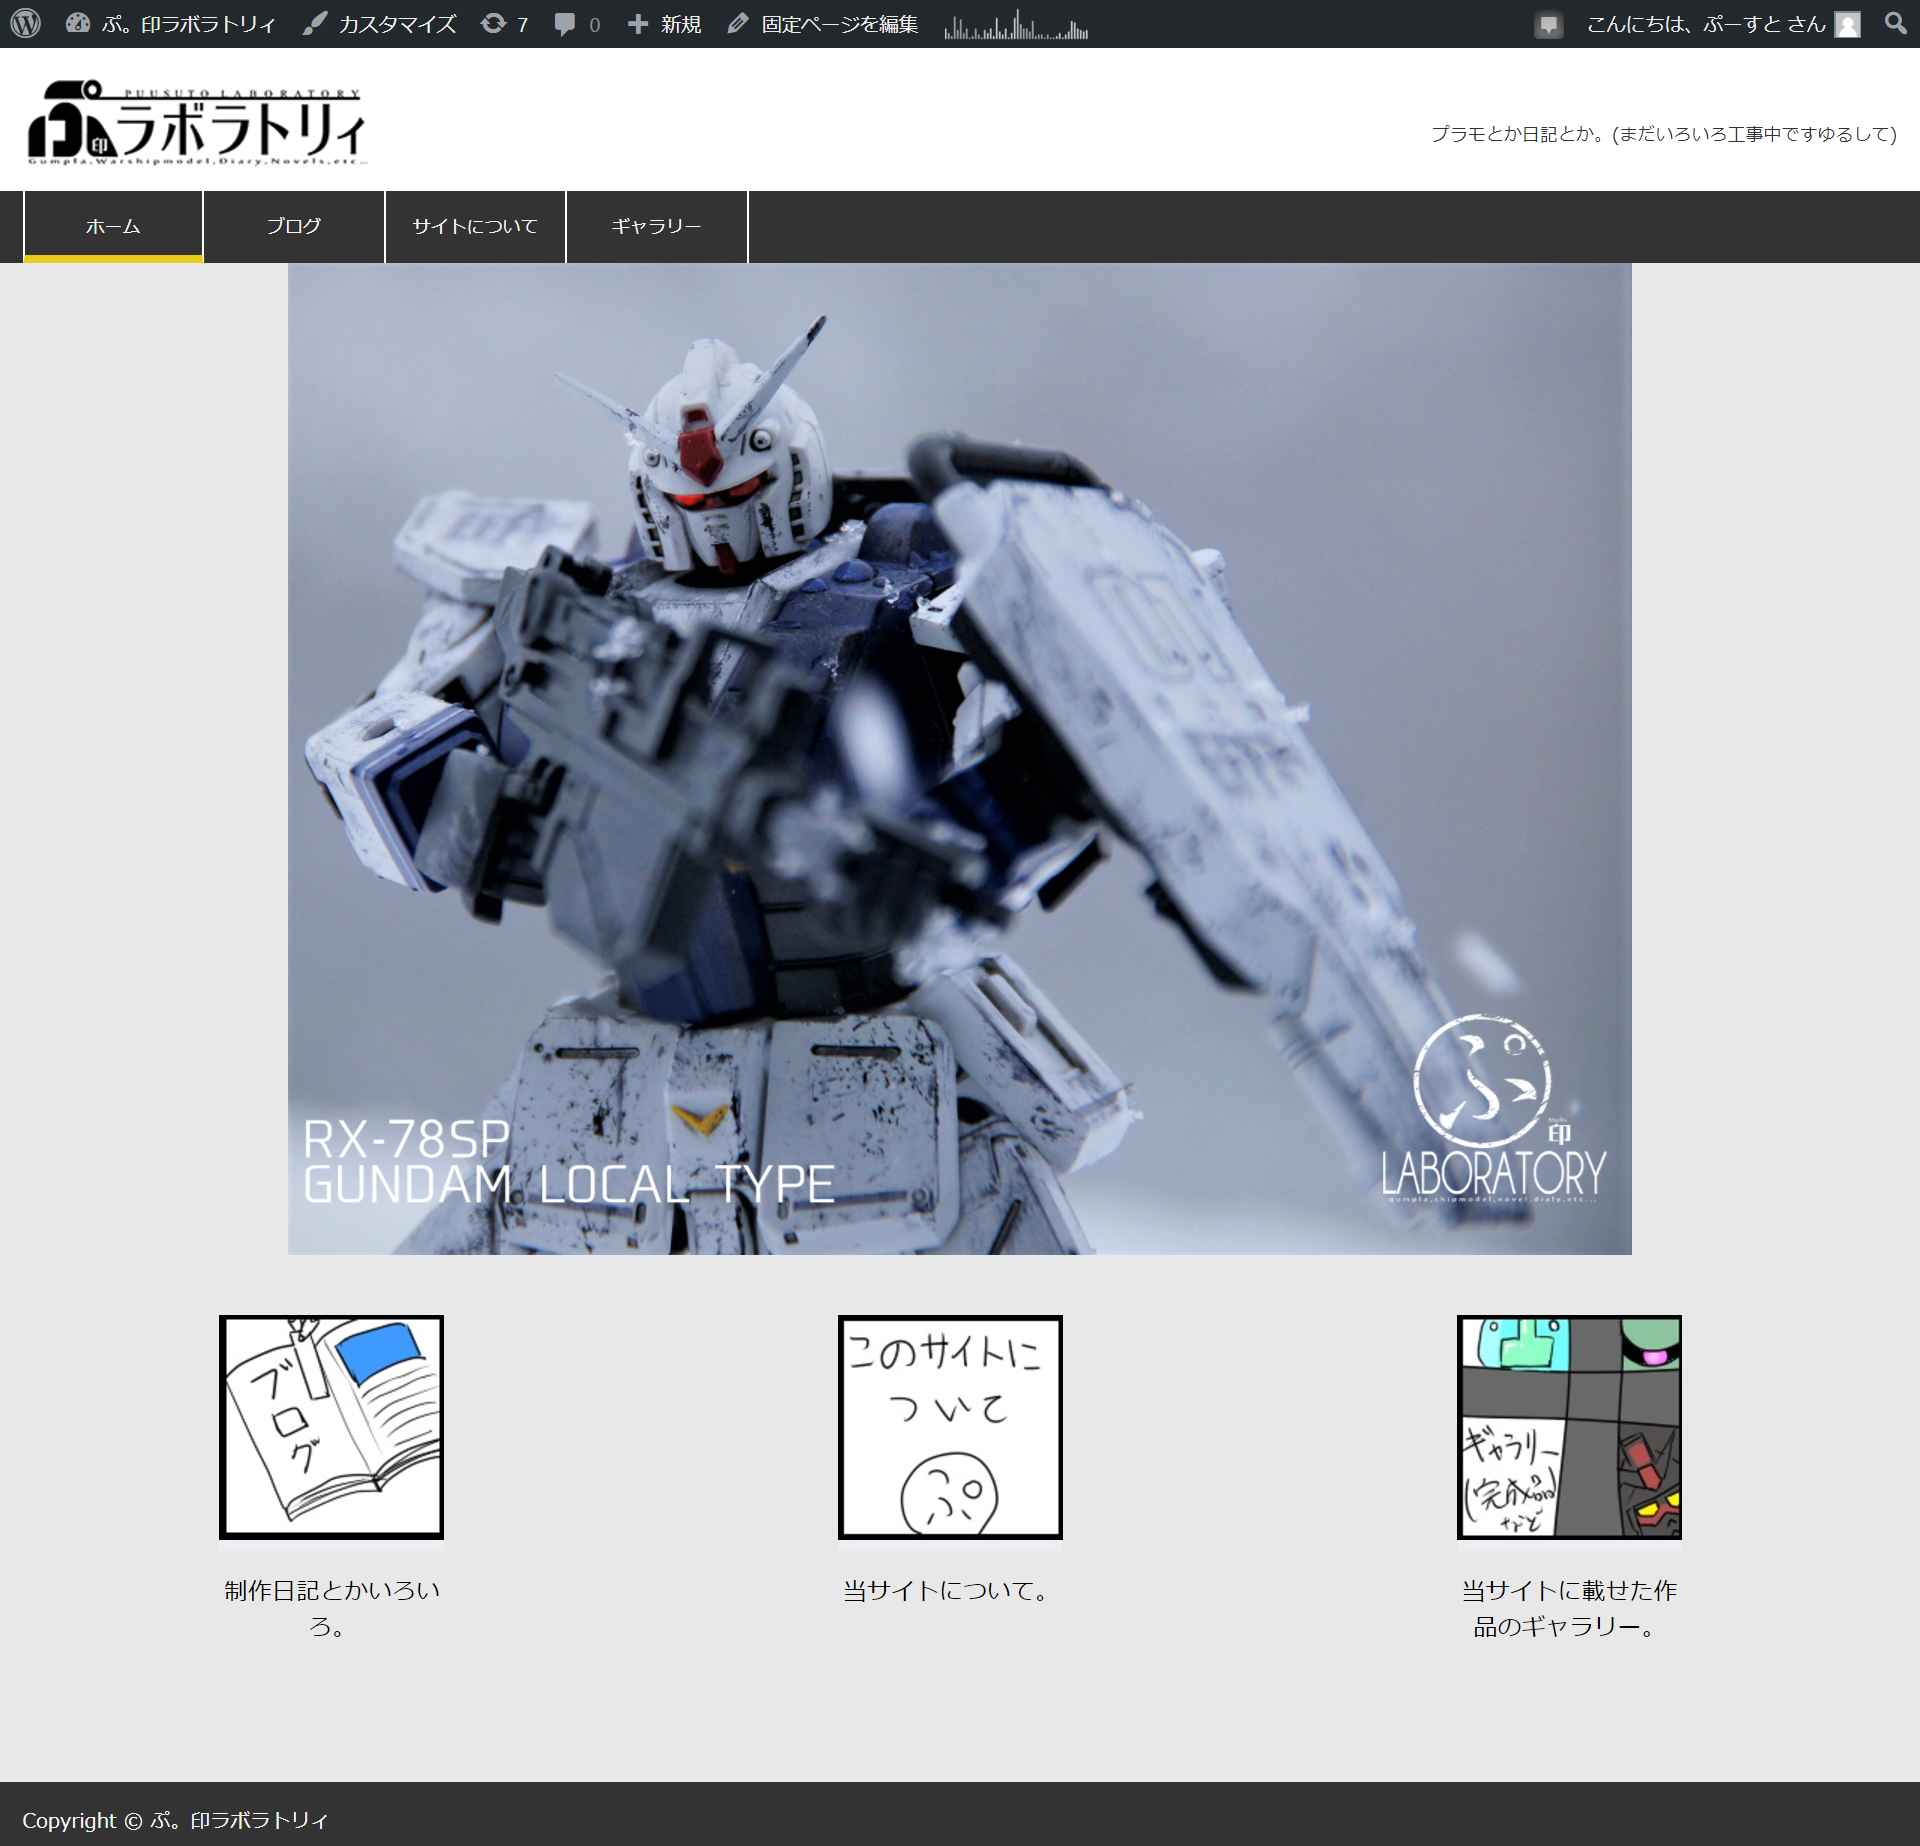 ぷ。印ラボラトリィ カスタマイズ 7 0 新規 固定ページを編集 こんにちは、ぷーすと さん
PUUSUTO LABORATORY
ぷ印ラボラトリィ
Gumpla,Warshipmodel,Diary,Novels,etc...
プラモとか日記とか。(まだいろいろ工事中ですゆるして)
ホーム ブログ サイトについて ギャラリー
RX-78SP
GUNDAM LOCAL TYPE
ぷ
印
LABORATORY
gumpla,shipmodel,novel,dialy,etc...
ブログ
このサイトに
ついて
ぷ
ギャラリー
(完成品)
など
制作日記とかいろい
ろ。
当サイトについて。
当サイトに載せた作
品のギャラリー。
Copyright © ぷ。印ラボラトリィ